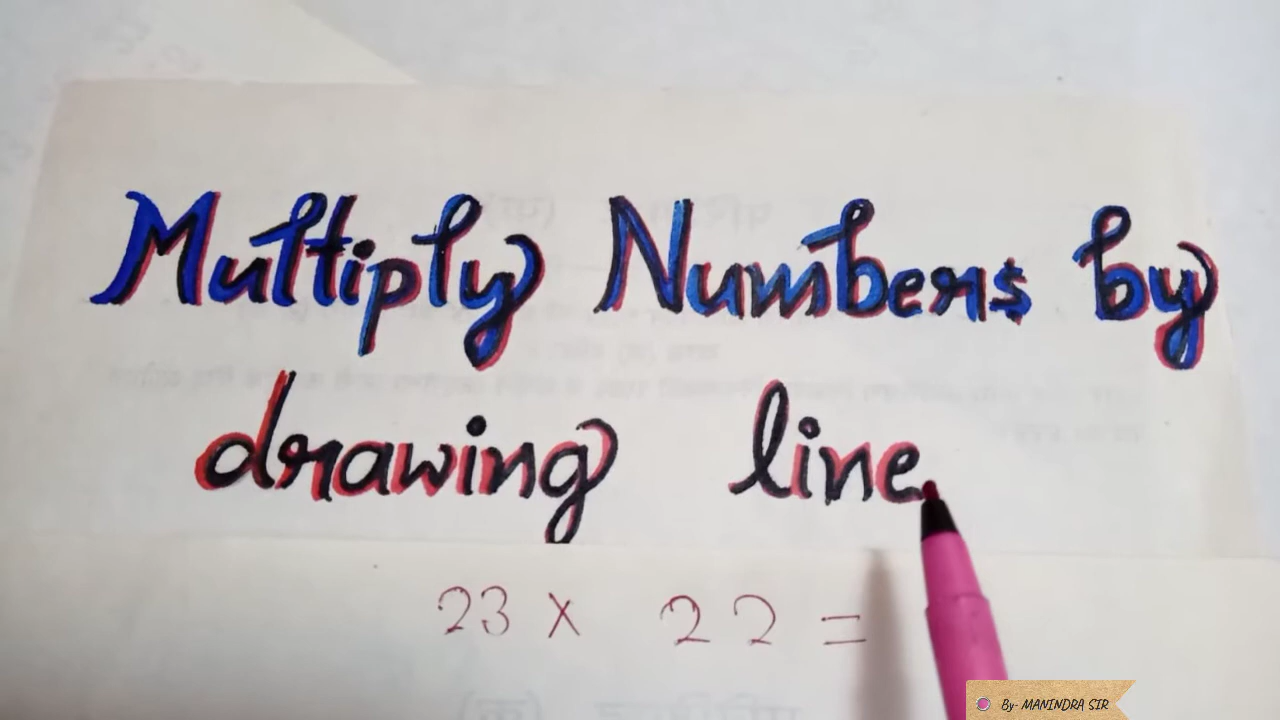 Multiply Numbers by
drawing line
23 x 22 =
By- MANINDRA SIR